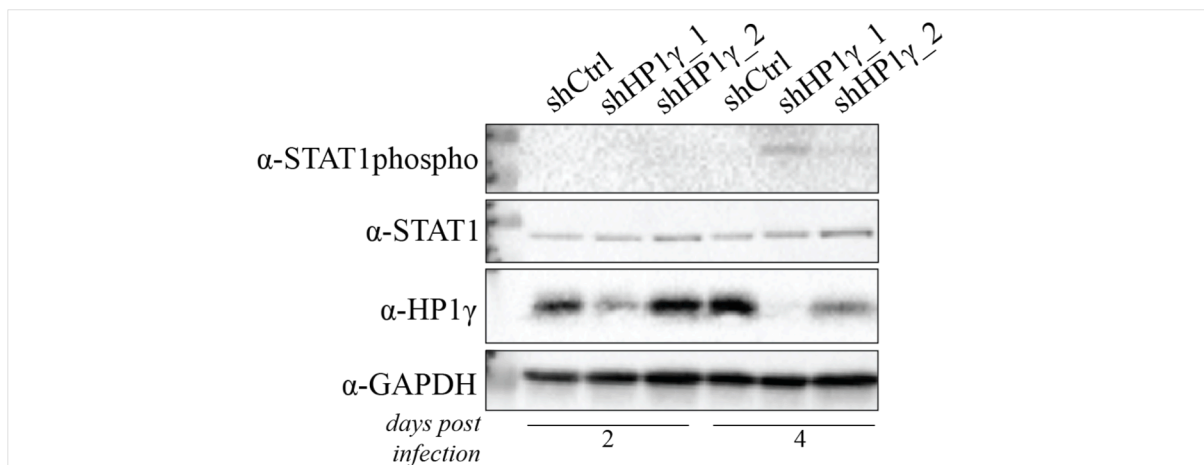 shCtrl
shHP1γ_1
shHP1γ_2
shCtrl
shHP1γ_1
shHP1γ_2
α-STAT1phospho
α-STAT1
α-HP1γ
α-GAPDH
days post
infection
2
4